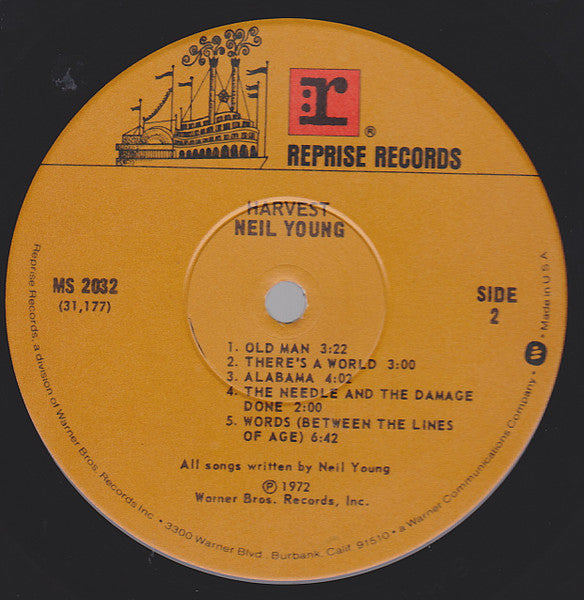 r
®
REPRISE RECORDS
HARVEST
NEIL YOUNG
MS 2032
(31,177)
SIDE
2
1. OLD MAN 3:22
2. THERE'S A WORLD 3:00
3. ALABAMA 4:02
4. THE NEEDLE AND THE DAMAGE
DONE 2:00
5. WORDS (BETWEEN THE LINES
OF AGE) 6:42
All songs written by Neil Young
℗ 1972
Warner Bros. Records, Inc.
Reprise Records, a division of Warner Bros. Records Inc • 3300 Warner Blvd., Burbank, Calif. 91510 • a Warner Communications Company • W • Made in U.S.A.